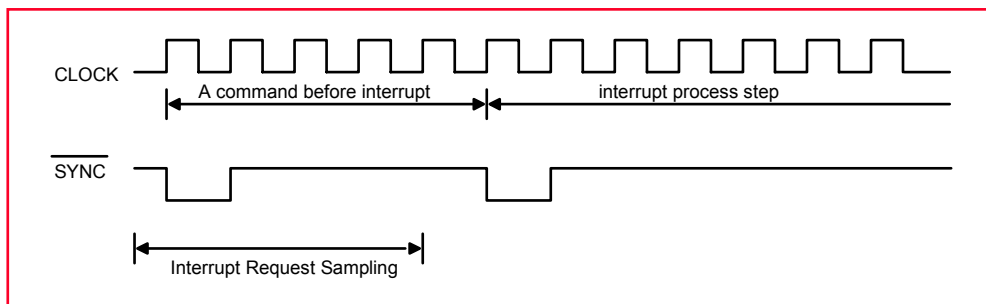 CLOCK
A command before interrupt
interrupt process step
SYNC
Interrupt Request Sampling